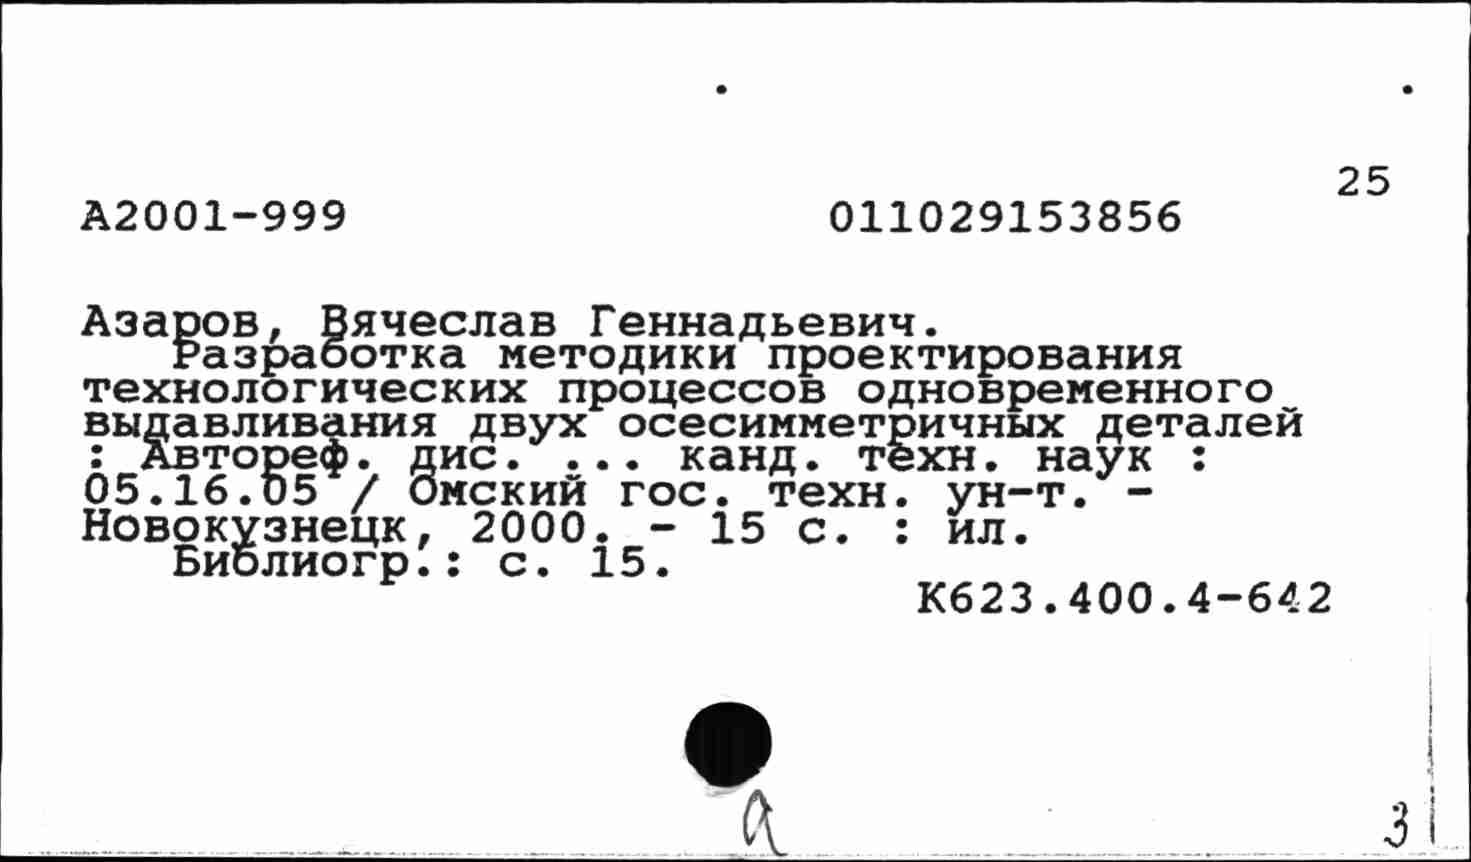 25
А2001-999 011029153856
Азаров, Вячеслав Геннадьевич.
Разработка методики проектирования
технологических процессов одновременного
выдавливания двух осесимметричных деталей
: Автореф. дис. ... канд. техн. наук :
05.16.05 / Омский гос. техн. ун-т. -
Новокузнецк, 2000. - 15 с. : ил.
Библиогр.: с. 15.
К623.400.4-642
а
3